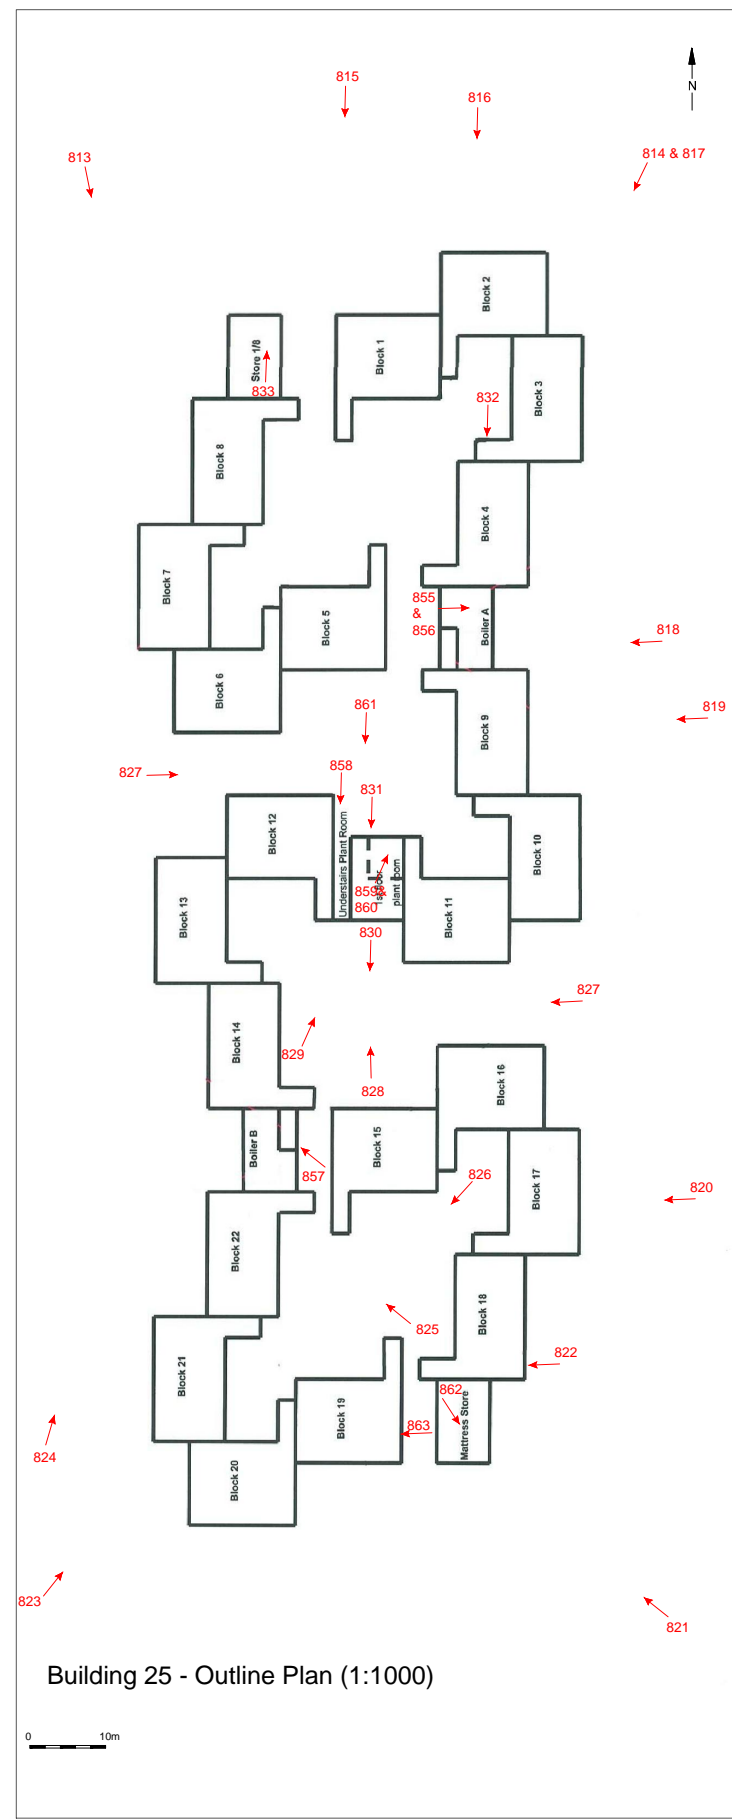 815
816
N
813
814 & 817
Block 2
Store 1/8
Block 1
833
Block 3
832
Block 8
Block 4
Block 7
Block 5
855
&
856
Boiler A
818
Block 6
861
Block 9
819
827
858
831
Block 12
Understairs Plant Room
Block 10
859 &
860
1st floor
plant room
Block 11
Block 13
830
827
Block 14
829
828
Block 16
Boiler B
857
Block 15
826
Block 17
820
Block 22
825
Block 18
822
Block 21
862
Mattress Store
Block 19
863
824
Block 20
823
821
Building 25 - Outline Plan (1:1000)
0 10m